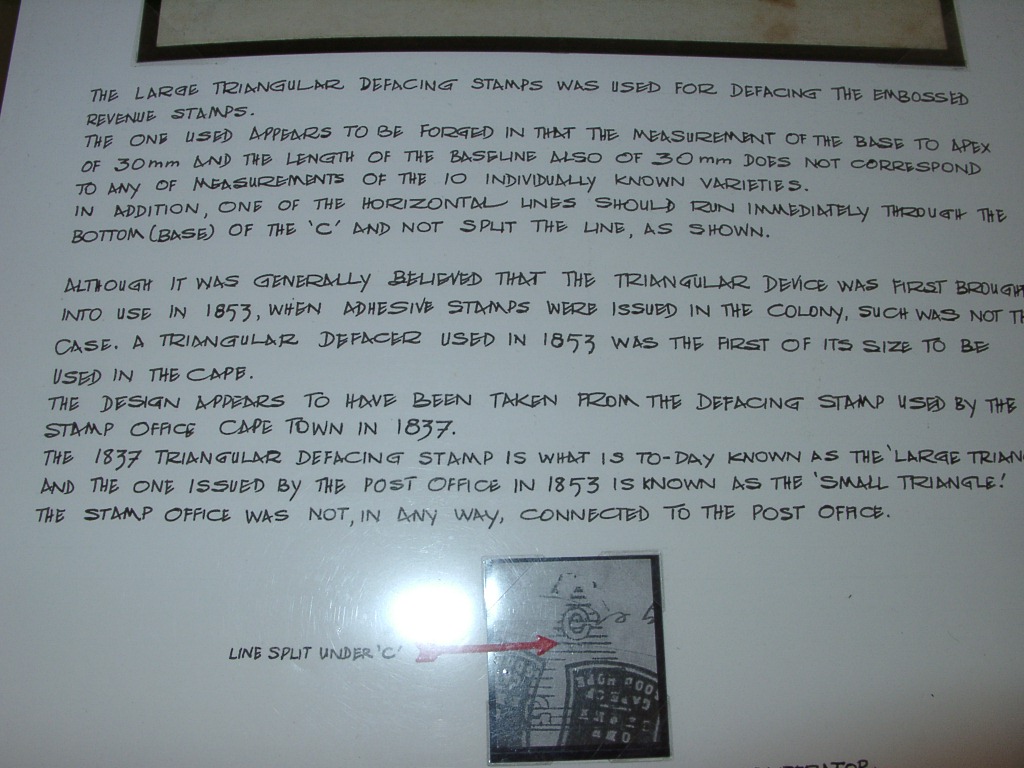 THE LARGE TRIANGULAR DEFACING STAMPS WAS USED FOR DEFACING THE EMBOSSED
REVENUE STAMPS.
THE ONE USED APPEARS TO BE FORGED IN THAT THE MEASUREMENT OF THE BASE TO APEX
OF 30mm AND THE LENGTH OF THE BASELINE ALSO OF 30mm DOES NOT CORRESPOND
TO ANY OF MEASUREMENTS OF THE 10 INDIVIDUALLY KNOWN VARIETIES.
IN ADDITION, ONE OF THE HORIZONTAL LINES SHOULD RUN IMMEDIATELY THROUGH THE
BOTTOM (BASE) OF THE 'C' AND NOT SPLIT THE LINE, AS SHOWN.
ALTHOUGH IT WAS GENERALLY BELIEVED THAT THE TRIANGULAR DEVICE WAS FIRST BROUGH
INTO USE IN 1853, WHEN ADHESIVE STAMPS WERE ISSUED IN THE COLONY, SUCH WAS NOT TH
CASE. A TRIANGULAR DEFACER USED IN 1853 WAS THE FIRST OF ITS SIZE TO BE
USED IN THE CAPE.
THE DESIGN APPEARS TO HAVE BEEN TAKEN FROM THE DEFACING STAMP USED BY THE
STAMP OFFICE CAPE TOWN IN 1837.
THE 1837 TRIANGULAR DEFACING STAMP IS WHAT IS TO-DAY KNOWN AS THE 'LARGE TRIAN
AND THE ONE ISSUED BY THE POST OFFICE IN 1853 IS KNOWN AS THE 'SMALL TRIANGLE'.
THE STAMP OFFICE WAS NOT, IN ANY WAY, CONNECTED TO THE POST OFFICE.
LINE SPLIT UNDER 'C'